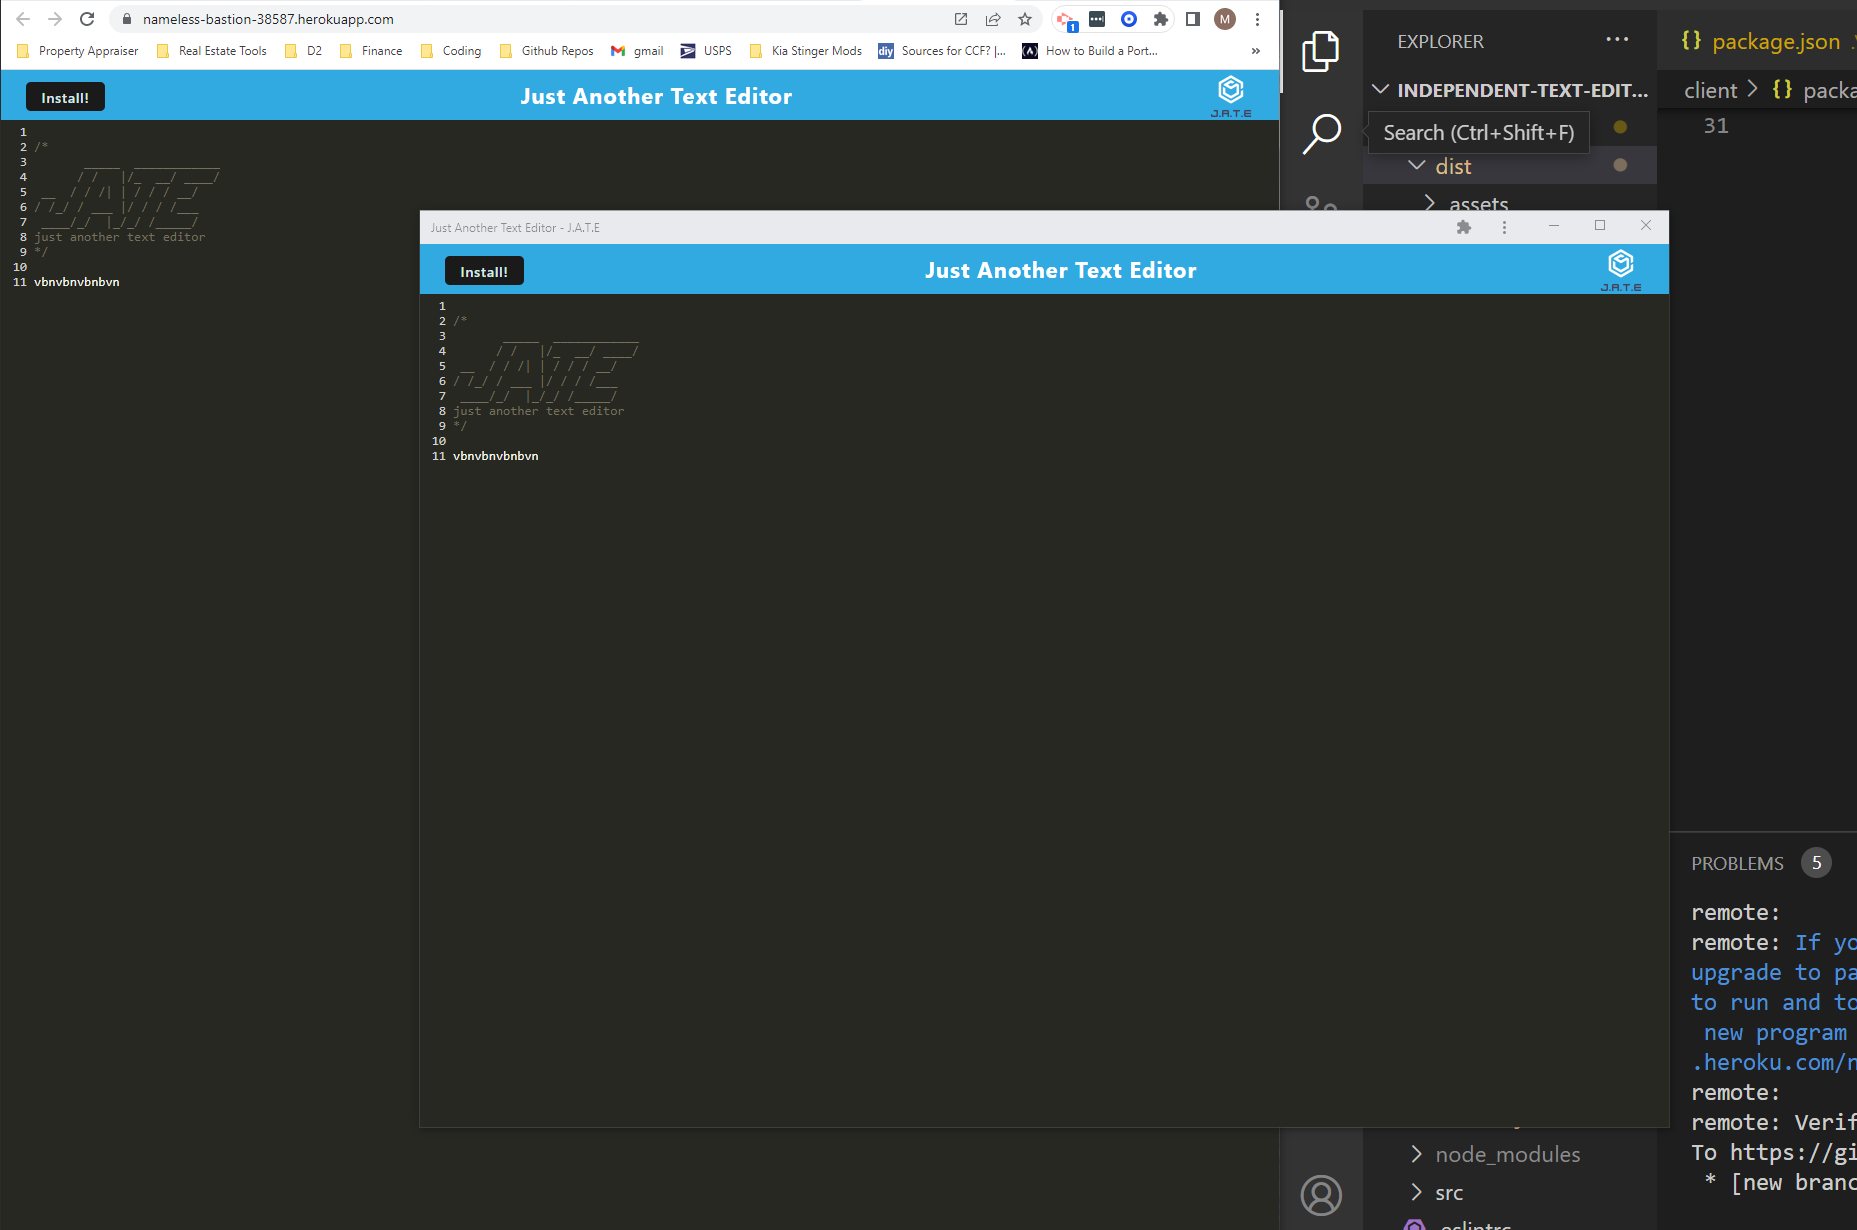 nameless-bastion-38587.herokuapp.com
1
M
Property Appraiser Real Estate Tools D2 Finance Coding Github Repos gmail USPS Kia Stinger Mods diy Sources for CCF? |... How to Build a Port... »
Install!
Just Another Text Editor
J.A.T.E
1
2 /*
3
4
5
6
7
8 just another text editor
9 */
10
11 vbnvbnvbnbvn
Just Another Text Editor - J.A.T.E
Install!
Just Another Text Editor
J.A.T.E
1
2 /*
3
4
5
6
7
8 just another text editor
9 */
10
11 vbnvbnvbnbvn
EXPLORER
INDEPENDENT-TEXT-EDIT...
Search (Ctrl+Shift+F)
dist
assets
node_modules
src
.eslintrc
{} package.json
client > {} packa
31
PROBLEMS 5
remote:
remote: If yo
upgrade to pa
to run and to
new program
.heroku.com/n
remote:
remote: Verif
To https://gi
* [new branc